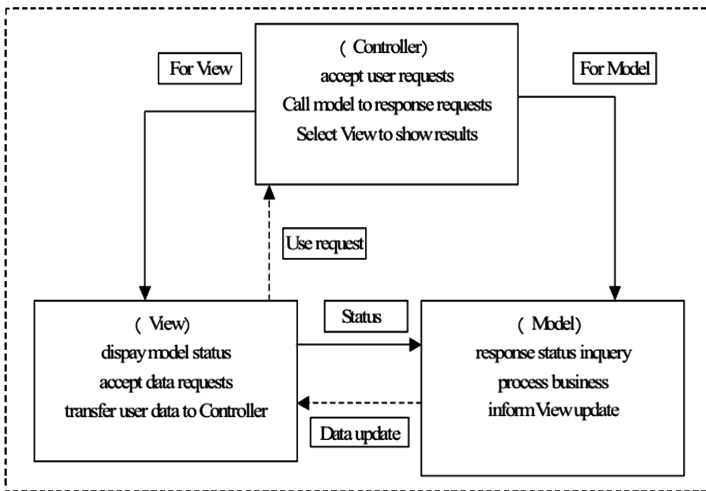 ( Controller)
accept user requests
Call model to response requests
Select View to show results
For View
For Model
Use request
( View)
dispay model status
accept data requests
transfer user data to Controller
Status
Data update
( Model)
response status inquery
process business
inform View update